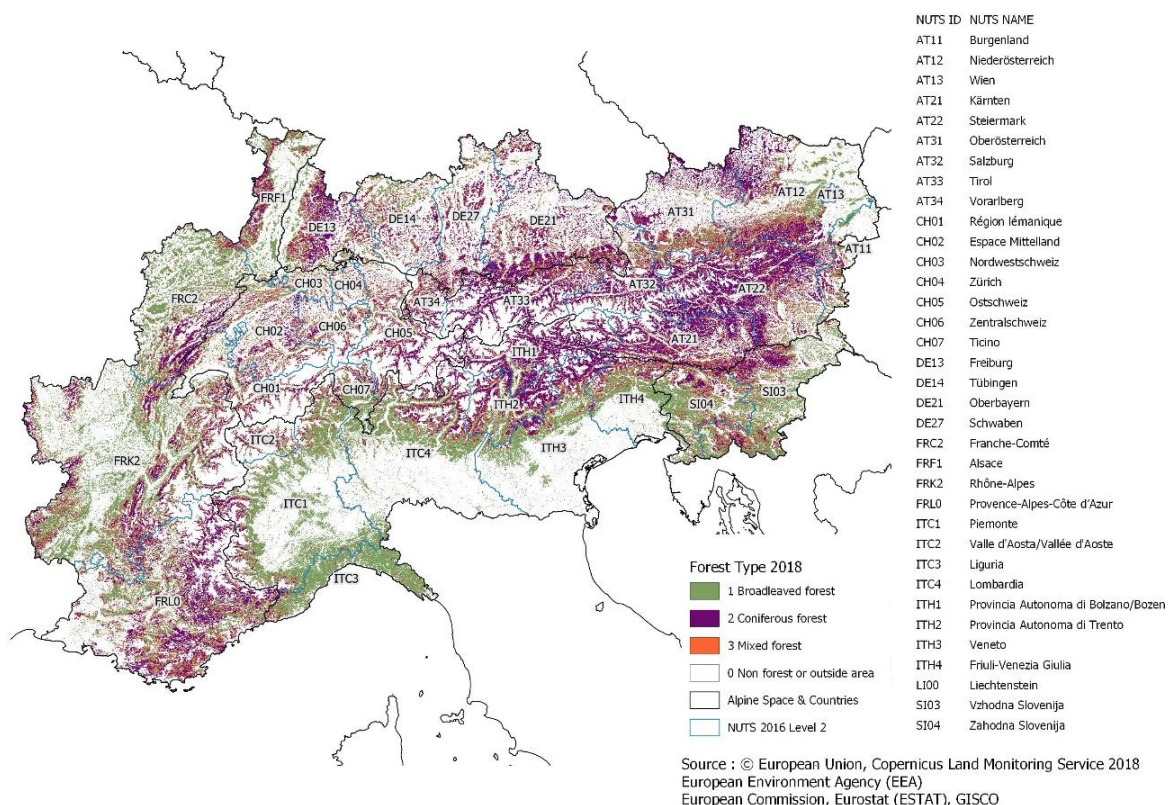 NUTS ID NUTS NAME
AT11 Burgenland
AT12 Niederösterreich
AT13 Wien
AT21 Kärnten
AT22 Steiermark
AT31 Oberösterreich
AT32 Salzburg
AT33 Tirol
AT34 Vorarlberg
CH01 Région lémanique
CH02 Espace Mittelland
CH03 Nordwestschweiz
CH04 Zürich
CH05 Ostschweiz
CH06 Zentralschweiz
CH07 Ticino
DE13 Freiburg
DE14 Tübingen
DE21 Oberbayern
DE27 Schwaben
FRC2 Franche-Comté
FRF1 Alsace
FRK2 Rhône-Alpes
FRL0 Provence-Alpes-Côte d'Azur
ITC1 Piemonte
ITC2 Valle d'Aosta/Vallée d'Aoste
ITC3 Liguria
ITC4 Lombardia
ITH1 Provincia Autonoma di Bolzano/Bozen
ITH2 Provincia Autonoma di Trento
ITH3 Veneto
ITH4 Friuli-Venezia Giulia
LI00 Liechtenstein
SI03 Vzhodna Slovenija
SI04 Zahodna Slovenija
FRF1
DE13
DE14
DE27
DE21
AT31
AT12
AT13
AT11
FRC2
CH03
CH04
AT34
AT33
AT32
AT22
CH02
CH06
CH05
ITH1
AT21
CH01
CH07
ITH2
ITH4
SI04
SI03
FRK2
ITC2
ITC4
ITH3
ITC1
ITC3
FRL0
Forest Type 2018
1 Broadleaved forest
2 Coniferous forest
3 Mixed forest
0 Non forest or outside area
Alpine Space & Countries
NUTS 2016 Level 2
Source : © European Union, Copernicus Land Monitoring Service 2018
European Environment Agency (EEA)
European Commission, Eurostat (ESTAT), GISCO